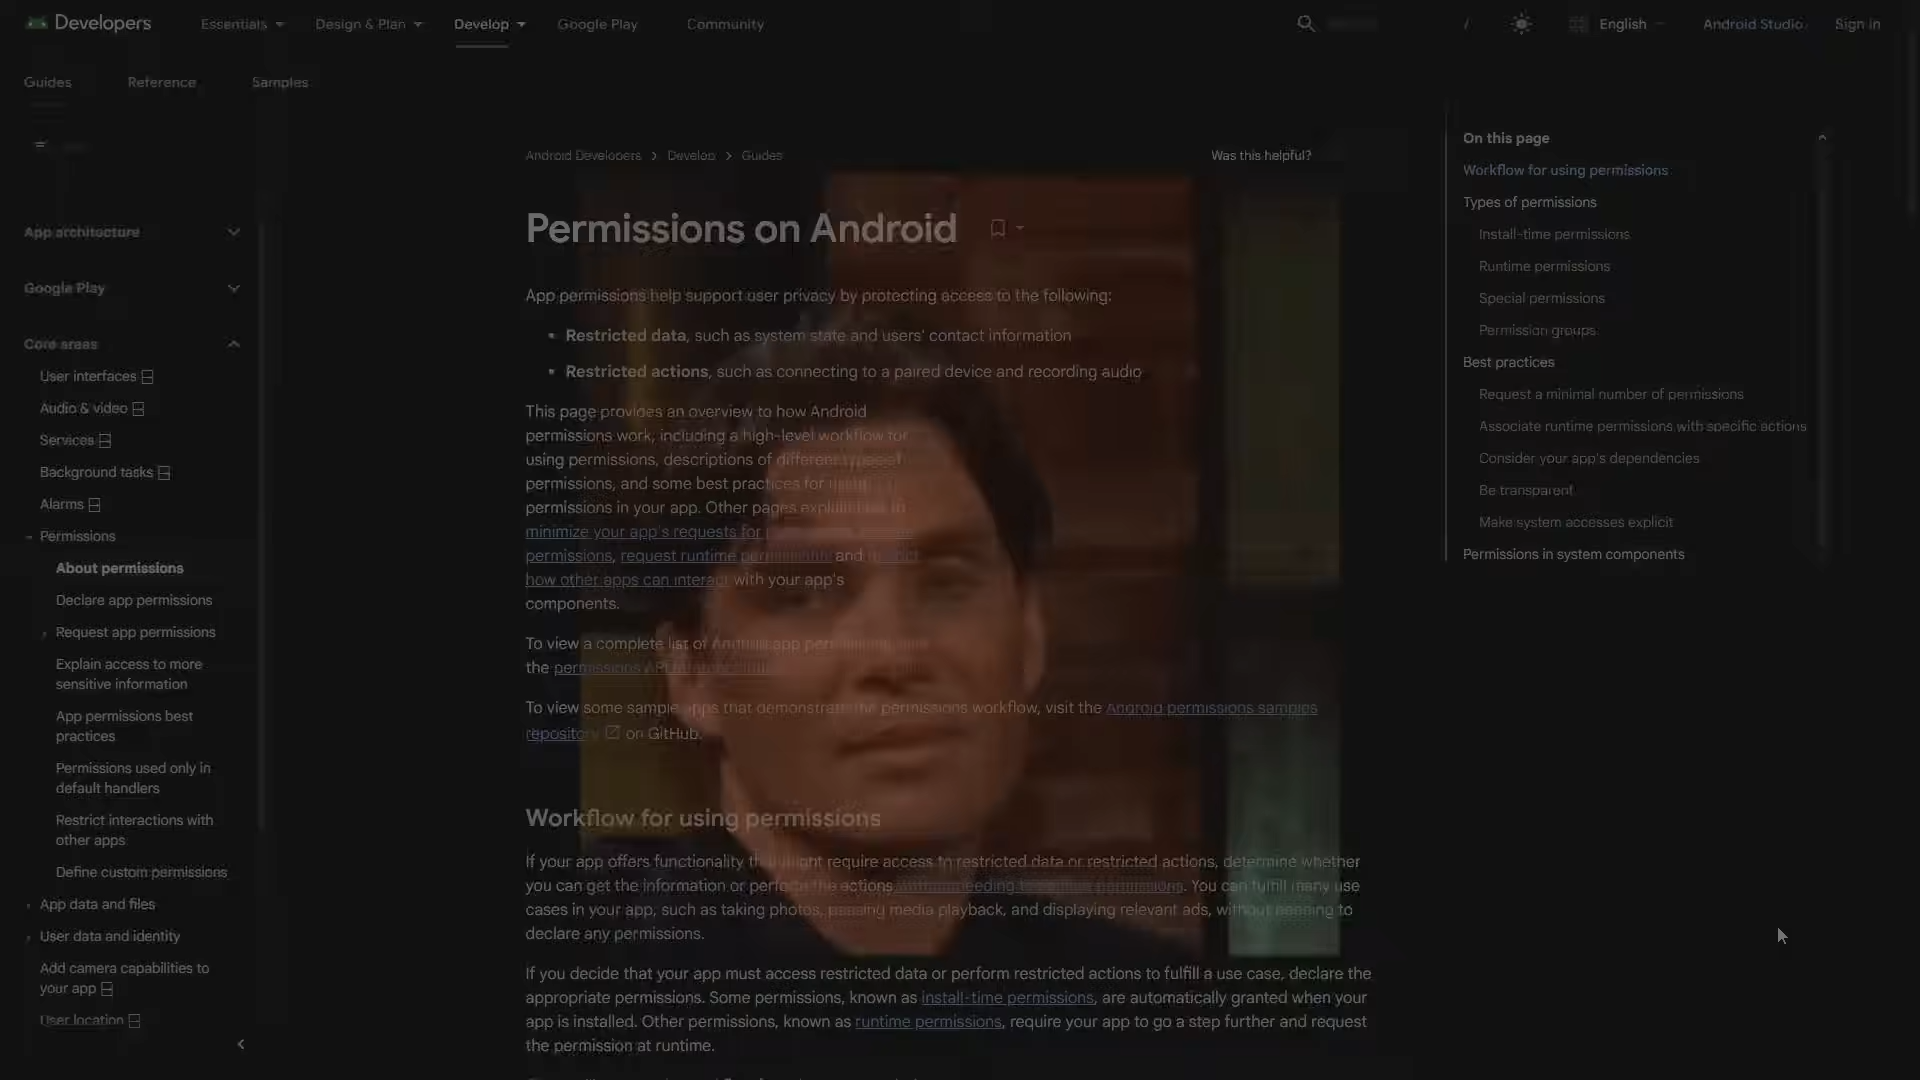 Developers
Essentials
Design & Plan
Develop
Google Play
Community
/
English
Android Studio
Sign in
Guides
Reference
Samples
App architecture
Google Play
Core areas
User interfaces
Audio & video
Services
Background tasks
Alarms
Permissions
About permissions
Declare app permissions
Request app permissions
Explain access to more
sensitive information
App permissions best
practices
Permissions used only in
default handlers
Restrict interactions with
other apps
Define custom permissions
App data and files
User data and identity
Add camera capabilities to
your app
User location
Android Developers > Develop > Guides
Was this helpful?
Permissions on Android
App permissions help support user privacy by protecting access to the following:
• Restricted data, such as system state and users' contact information
• Restricted actions, such as connecting to a paired device and recording audio
This page provides an overview to how Android
permissions work, including a high-level workflow for
using permissions, descriptions of different types of
permissions, and some best practices for using
permissions in your app. Other pages explain how to
minimize your app's requests for
permissions, request runtime permissions and restrict
how other apps can interact with your app's
components.
To view a complete list of Android app permissions, visit
the permissions API reference
To view some sample apps that demonstrate the permissions workflow, visit the Android permissions samples
repository on GitHub.
Workflow for using permissions
If your app offers functionality that might require access to restricted data or restricted actions, determine whether
you can get the information or perform the actions without needing to declare permissions. You can fulfill many use
cases in your app, such as taking photos, pausing media playback, and displaying relevant ads, without needing to
declare any permissions.
If you decide that your app must access restricted data or perform restricted actions to fulfill a use case, declare the
appropriate permissions. Some permissions, known as install-time permissions, are automatically granted when your
app is installed. Other permissions, known as runtime permissions, require your app to go a step further and request
the permission at runtime.
On this page
Workflow for using permissions
Types of permissions
Install-time permissions
Runtime permissions
Special permissions
Permission groups
Best practices
Request a minimal number of permissions
Associate runtime permissions with specific actions
Consider your app's dependencies
Be transparent
Make system accesses explicit
Permissions in system components